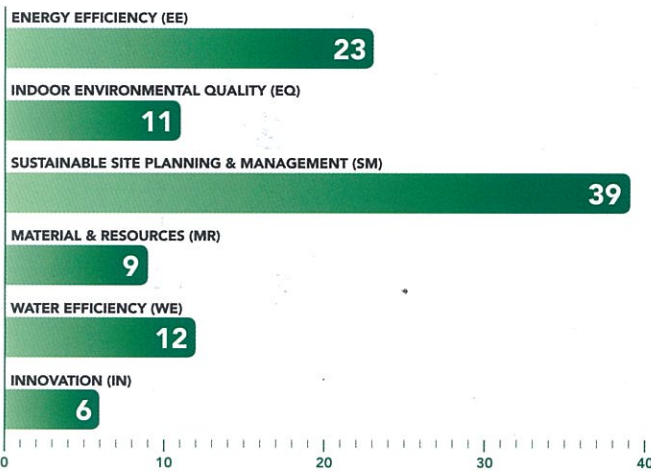 ENERGY EFFICIENCY (EE)
23
INDOOR ENVIRONMENTAL QUALITY (EQ)
11
SUSTAINABLE SITE PLANNING & MANAGEMENT (SM)
39
MATERIAL & RESOURCES (MR)
9
WATER EFFICIENCY (WE)
12
INNOVATION (IN)
6
0 10 20 30 40